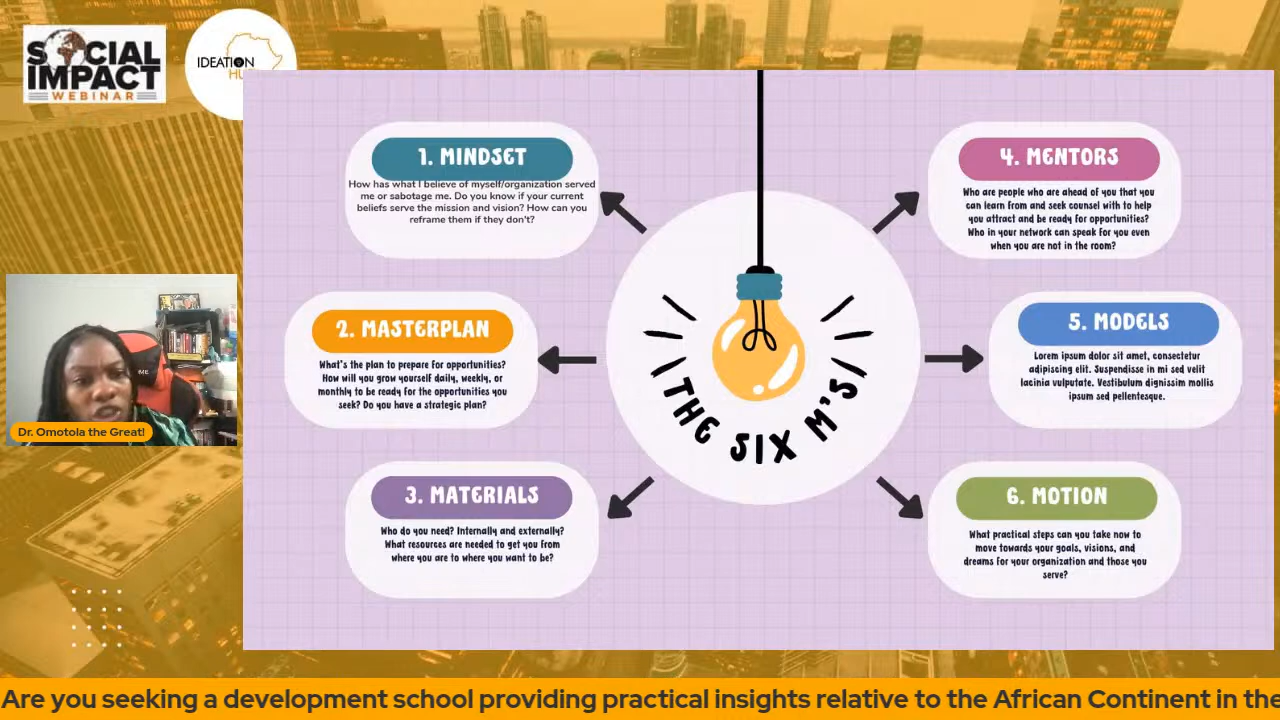 SOCIAL
IMPACT
WEBINAR
IDEATION
1. MINDSET
How has what I believe of myself/organization served
me or sabotage me. Do you know if your current
beliefs serve the mission and vision? How can you
reframe them if they don't?
2. MASTERPLAN
What's the plan to prepare for opportunities?
How will you grow yourself daily, weekly, or
monthly to be ready for the opportunities you
seek? Do you have a strategic plan?
3. MATERIALS
Who do you need? Internally and externally?
What resources are needed to get you from
where you are to where you want to be?
THE SIX M'S
4. MENTORS
Who are people who are ahead of you that you
can learn from and seek counsel with to help
you attract and be ready for opportunities?
Who in your network can speak for you even
when you are not in the room?
5. MODELS
Lorem ipsum dolor sit amet, consectetur
adipiscing elit. Suspendisse in mi sed velit
lacinia vulputate. Vestibulum dignissim mollis
ipsum sed pellentesque.
6. MOTION
What practical steps can you take now to
move towards your goals, visions, and
dreams for your organization and those you
serve?
Dr. Omotola the Great!
Are you seeking a development school providing practical insights relative to the African Continent in the